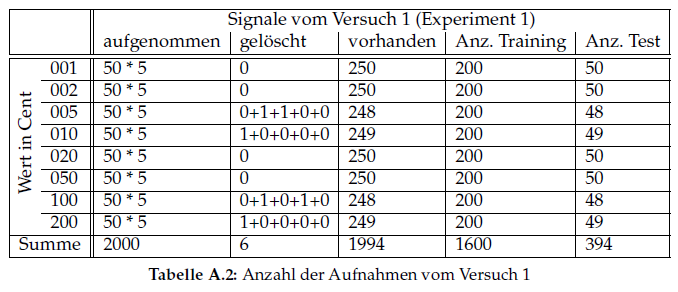 Signale vom Versuch 1 (Experiment 1)
aufgenommen gelöscht vorhanden Anz. Training Anz. Test
Wert in Cent
001 50 * 5 0 250 200 50
002 50 * 5 0 250 200 50
005 50 * 5 0+1+1+0+0 248 200 48
010 50 * 5 1+0+0+0+0 249 200 49
020 50 * 5 0 250 200 50
050 50 * 5 0 250 200 50
100 50 * 5 0+1+0+1+0 248 200 48
200 50 * 5 1+0+0+0+0 249 200 49
Summe 2000 6 1994 1600 394
Tabelle A.2: Anzahl der Aufnahmen vom Versuch 1